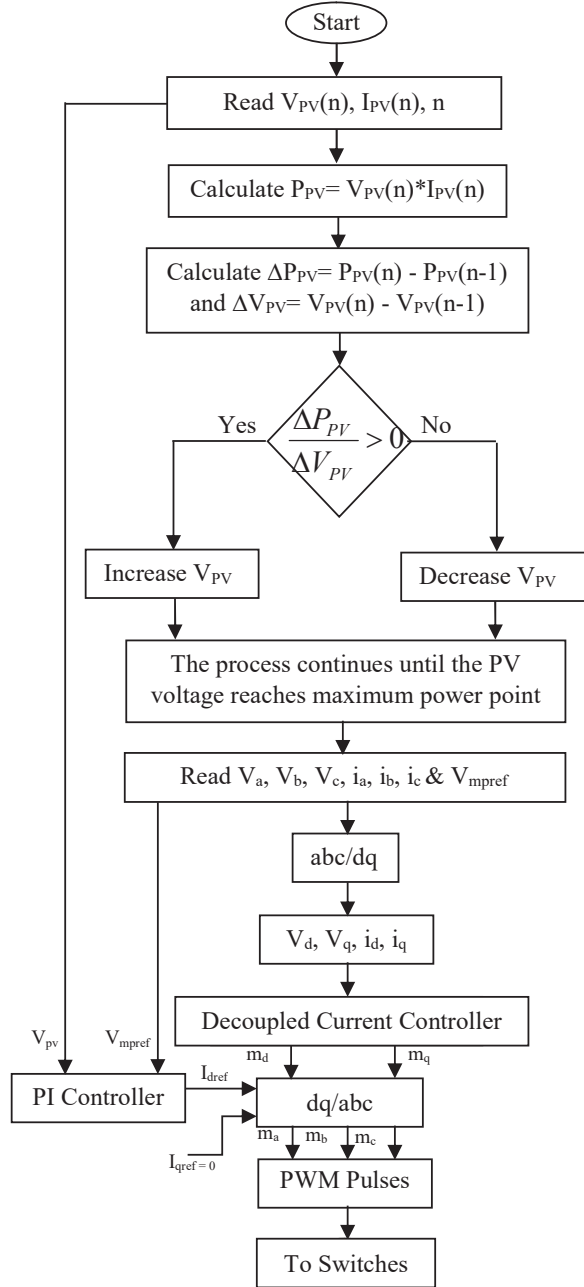 Start
Read V_PV(n), I_PV(n), n
Calculate P_PV= V_PV(n)*I_PV(n)
Calculate ΔP_PV= P_PV(n) - P_PV(n-1)
and ΔV_PV= V_PV(n) - V_PV(n-1)
Yes
ΔP_PV
ΔV_PV
> 0
No
Increase V_PV
Decrease V_PV
The process continues until the PV
voltage reaches maximum power point
Read V_a, V_b, V_c, i_a, i_b, i_c & V_mpref
abc/dq
V_d, V_q, i_d, i_q
Decoupled Current Controller
V_pv
V_mpref
m_d
m_q
PI Controller
I_dref
dq/abc
I_qref = 0
m_a
m_b
m_c
PWM Pulses
To Switches